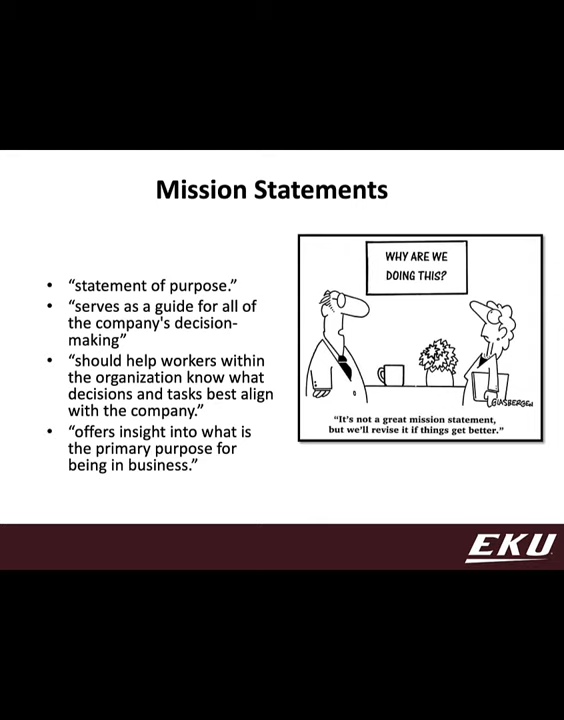 Mission Statements
• “statement of purpose.”
• “serves as a guide for all of
the company's decision-
making”
• “should help workers within
the organization know what
decisions and tasks best align
with the company.”
• “offers insight into what is
the primary purpose for
being in business.”
WHY ARE WE
DOING THIS?
GLASBERGEN
“It's not a great mission statement,
but we'll revise it if things get better.”
EKU